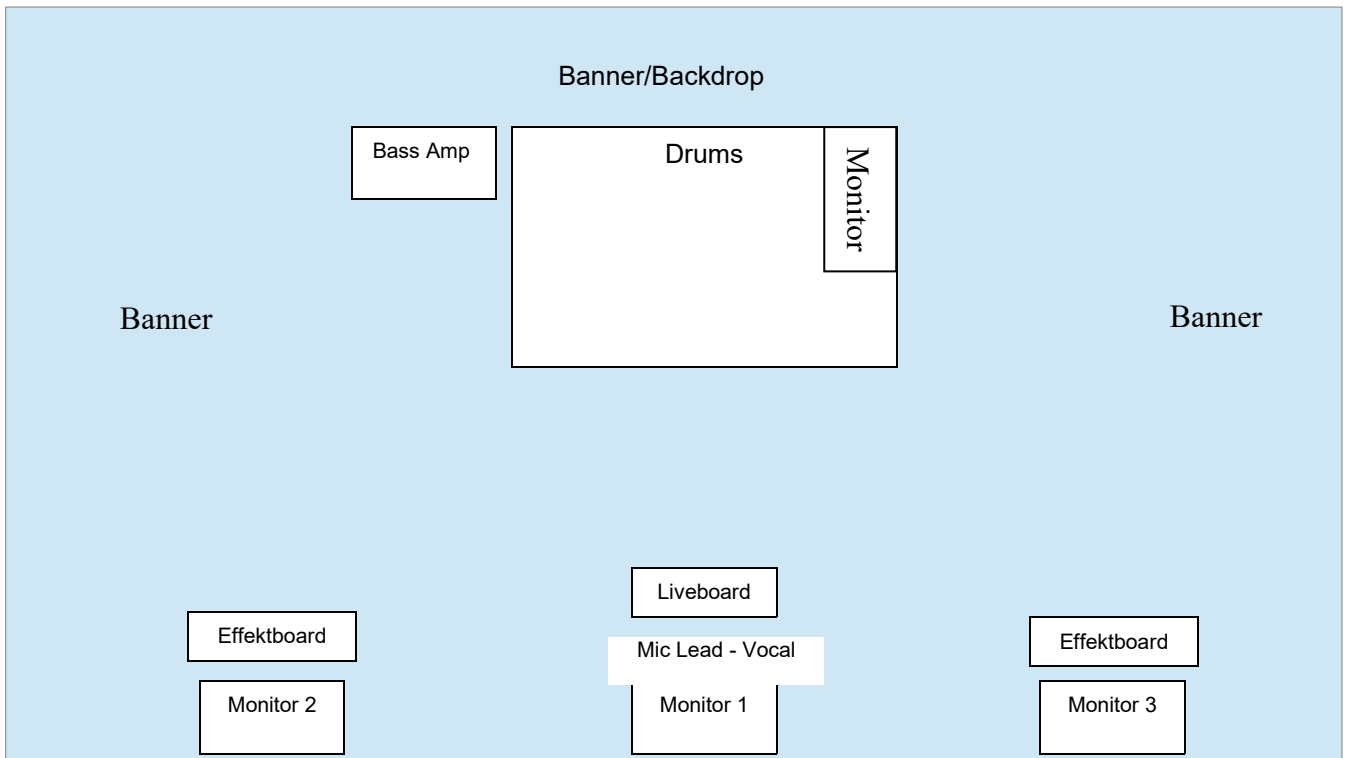 Banner/Backdrop
Bass Amp
Drums
Monitor
Banner
Banner
Liveboard
Effektboard
Effektboard
Mic Lead - Vocal
Monitor 2
Monitor 1
Monitor 3